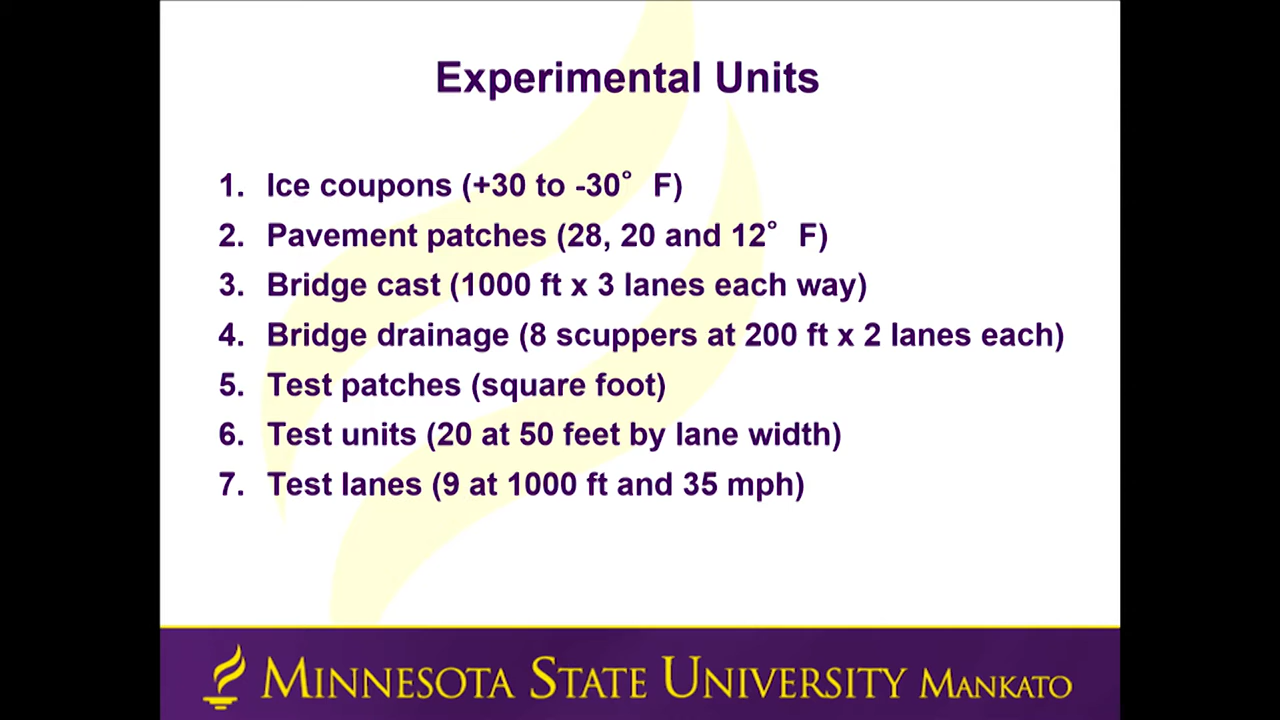 Experimental Units
1. Ice coupons (+30 to -30° F)
2. Pavement patches (28, 20 and 12° F)
3. Bridge cast (1000 ft x 3 lanes each way)
4. Bridge drainage (8 scuppers at 200 ft x 2 lanes each)
5. Test patches (square foot)
6. Test units (20 at 50 feet by lane width)
7. Test lanes (9 at 1000 ft and 35 mph)
MINNESOTA STATE UNIVERSITY MANKATO